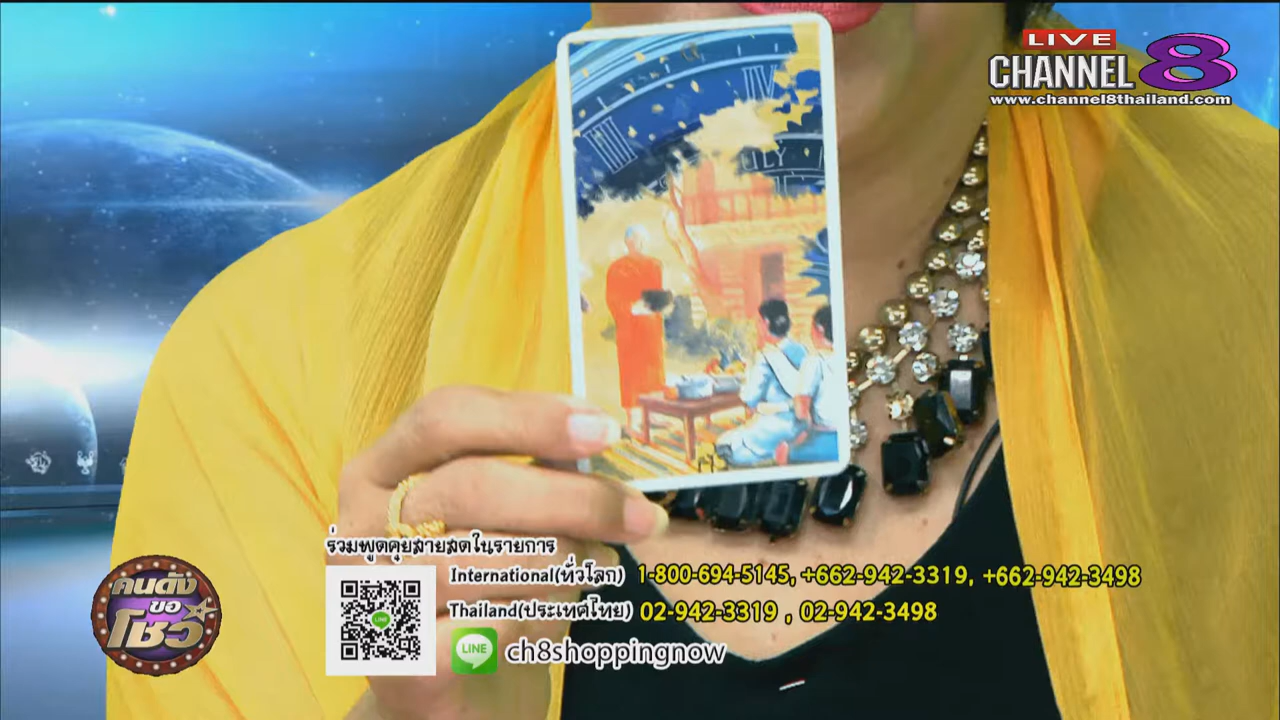 LIVE
CHANNEL 8
www.channel8thailand.com
III
IV
ร่วมพูดคุยสายสดในรายการ
International(ทั่วโลก) 1-800-694-5145, +662-942-3319, +662-942-3498
Thailand(ประเทศไทย) 02-942-3319 , 02-942-3498
LINE
LINE ch8shoppingnow
คนดัง
ขอ
โชว์